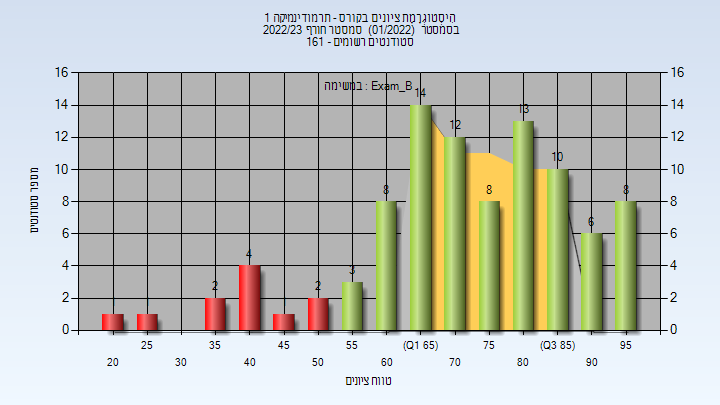 היסטוגרמת ציונים בקורס - תרמודינמיקה 1
בסמסטר (01/2022) סמסטר חורף 2022/23
סטודנטים רשומים - 161
במשימה : Exam_B
מספר סטודנטים
16 14 12 10 8 6 4 2 0
2 4 1 2 3 8 14 12 8 13 10 6 8
16 14 12 10 8 6 4 2 0
25 35 45 55 (Q1 65) 75 (Q3 85) 95
20 30 40 50 60 70 80 90
טווח ציונים